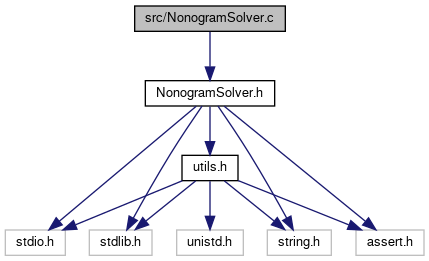 src/NonogramSolver.c
NonogramSolver.h
utils.h
stdio.h
stdlib.h
unistd.h
string.h
assert.h